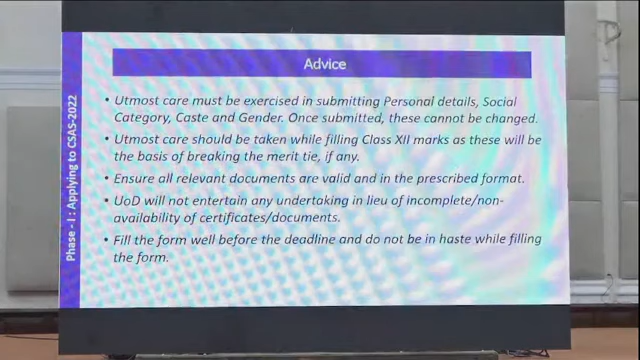 Advice
• Utmost care must be exercised in submitting Personal details, Social
Category, Caste and Gender. Once submitted, these cannot be changed.
• Utmost care should be taken while filling Class XII marks as these will be
the basis of breaking the merit tie, if any.
• Ensure all relevant documents are valid and in the prescribed format.
• UoD will not entertain any undertaking in lieu of incomplete/non-
availability of certificates/documents.
• Fill the form well before the deadline and do not be in haste while filling
the form.
Phase - I : Applying to CSAS-2022